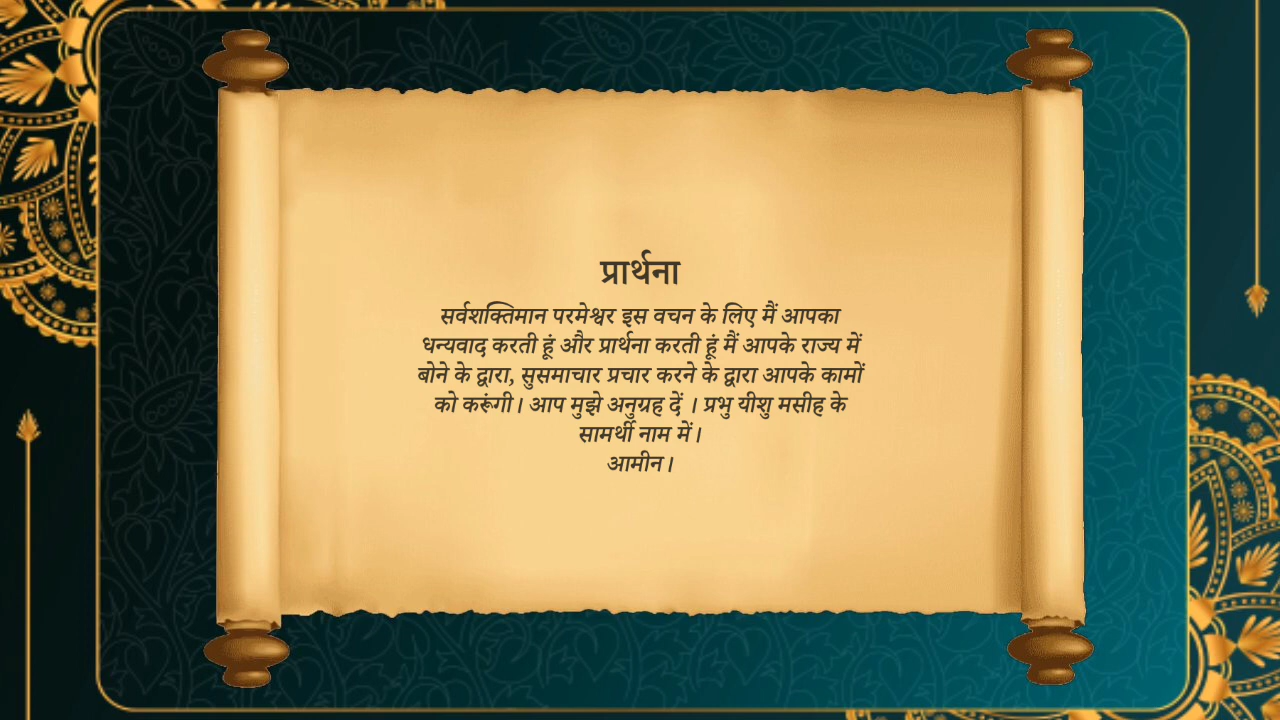 प्रार्थना
सर्वशक्तिमान परमेश्वर इस वचन के लिए मैं आपका
धन्यवाद करती हूं और प्रार्थना करती हूं मैं आपके राज्य में
बोने के द्वारा, सुसमाचार प्रचार करने के द्वारा आपके कामों
को करूंगी। आप मुझे अनुग्रह दें । प्रभु यीशु मसीह के
सामर्थी नाम में।
आमीन।